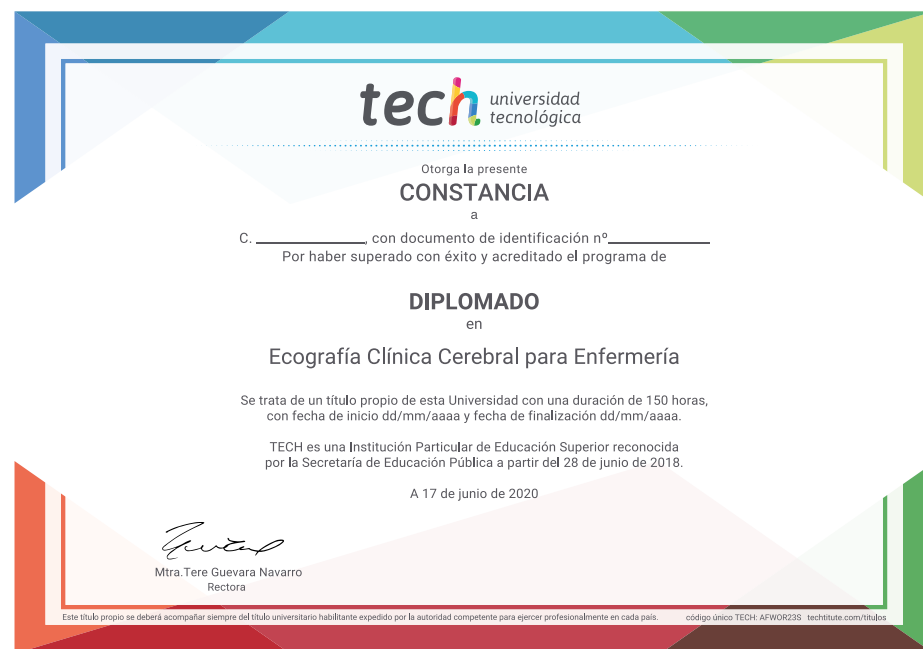 tech universidad
tecnológica
Otorga la presente
CONSTANCIA
a
C. ____________, con documento de identificación nº____________
Por haber superado con éxito y acreditado el programa de
DIPLOMADO
en
Ecografía Clínica Cerebral para Enfermería
Se trata de un título propio de esta Universidad con una duración de 150 horas,
con fecha de inicio dd/mm/aaaa y fecha de finalización dd/mm/aaaa.
TECH es una Institución Particular de Educación Superior reconocida
por la Secretaría de Educación Pública a partir del 28 de junio de 2018.
A 17 de junio de 2020
Mtra.Tere Guevara Navarro
Rectora
Este título propio se deberá acompañar siempre del título universitario habilitante expedido por la autoridad competente para ejercer profesionalmente en cada país. código único TECH: AFWOR23S techtitute.com/titulos